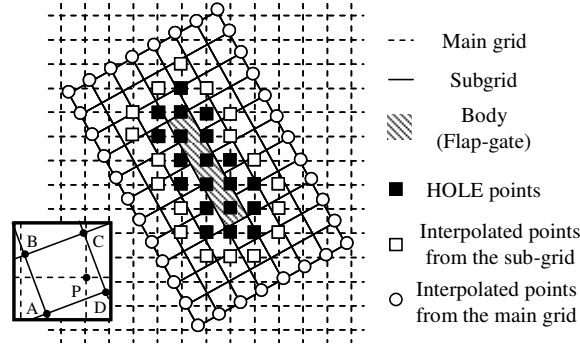 Main grid
Subgrid
Body
(Flap-gate)
HOLE points
Interpolated points
from the sub-grid
Interpolated points
from the main grid
B
C
P
A
D